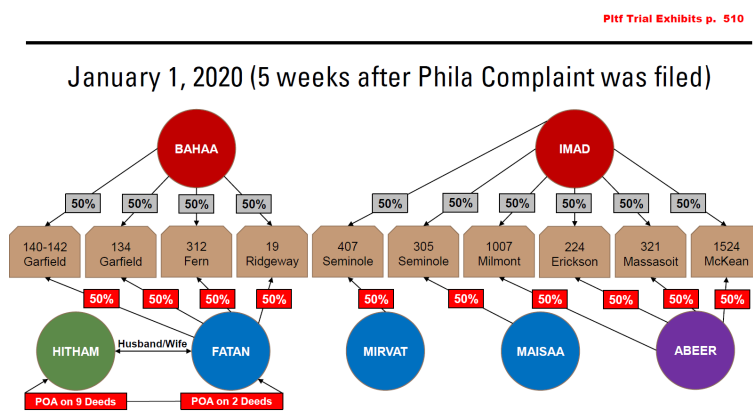 Pltf Trial Exhibits p. 510
January 1, 2020 (5 weeks after Phila Complaint was filed)
BAHAA
IMAD
50%
50%
50%
50%
50%
50%
50%
50%
50%
50%
140-142
Garfield
134
Garfield
312
Fern
19
Ridgeway
407
Seminole
305
Seminole
1007
Milmont
224
Erickson
321
Massasoit
1524
McKean
50%
50%
50%
50%
50%
50%
50%
50%
50%
50%
HITHAM
Husband/Wife
FATAN
MIRVAT
MAISAA
ABEER
POA on 9 Deeds
POA on 2 Deeds